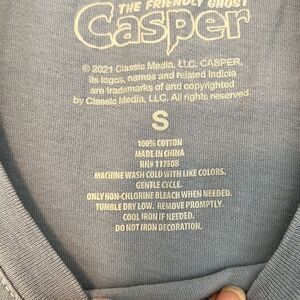 THE FRIENDLY GHOST
Casper
© 2021 Classic Media, LLC. CASPER,
its logos, names and related indicia
are trademarks of and copyrighted
by Classic Media, LLC. All rights reserved.
S
100% COTTON
MADE IN CHINA
RN# 117508
MACHINE WASH COLD WITH LIKE COLORS.
GENTLE CYCLE.
ONLY NON-CHLORINE BLEACH WHEN NEEDED.
TUMBLE DRY LOW. REMOVE PROMPTLY.
COOL IRON IF NEEDED.
DO NOT IRON DECORATION.